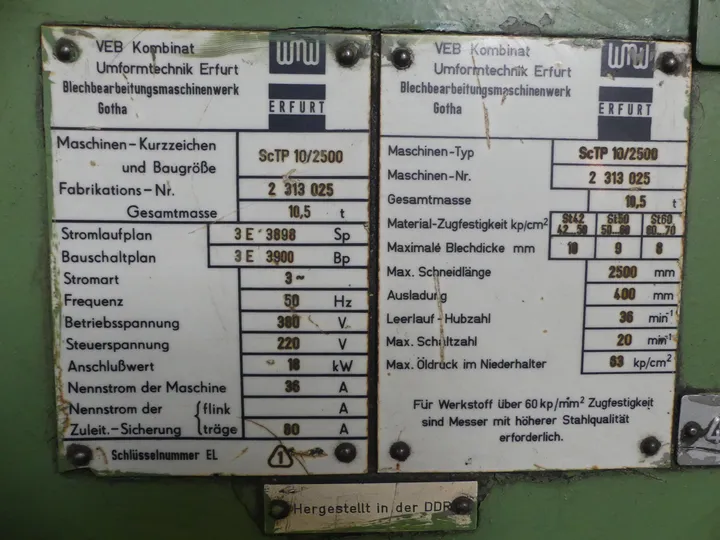 VEB Kombinat
Umformtechnik Erfurt
Blechbearbeitungsmaschinenwerk
Gotha
WMW
ERFURT
Maschinen-Kurzzeichen
und Baugröße ScTP 10/2500
Fabrikations-Nr. 2 313 025
Gesamtmasse 10,5 t
Stromlaufplan 3 E 3898 Sp
Bauschaltplan 3 E 3900 Bp
Stromart 3~
Frequenz 50 Hz
Betriebsspannung 380 V
Steuerspannung 220 V
Anschlußwert 18 kW
Nennstrom der Maschine 36 A
Nennstrom der { flink A
Zuleit.-Sicherung { träge 80 A
Schlüsselnummer EL 1
VEB Kombinat
Umformtechnik Erfurt
Blechbearbeitungsmaschinenwerk
Gotha
WMW
ERFURT
Maschinen-Typ ScTP 10/2500
Maschinen-Nr. 2 313 025
Gesamtmasse 10,5 t
Material-Zugfestigkeit kp/cm² St42 42...50 St50 50...60 St60 60...70
Maximale Blechdicke mm 10 9 8
Max. Schneidlänge 2500 mm
Ausladung 400 mm
Leerlauf-Hubzahl 36 min⁻¹
Max. Schaltzahl 20 min⁻¹
Max. Öldruck im Niederhalter 63 kp/cm²
Für Werkstoff über 60 kp/mm² Zugfestigkeit
sind Messer mit höherer Stahlqualität
erforderlich.
Hergestellt in der DDR